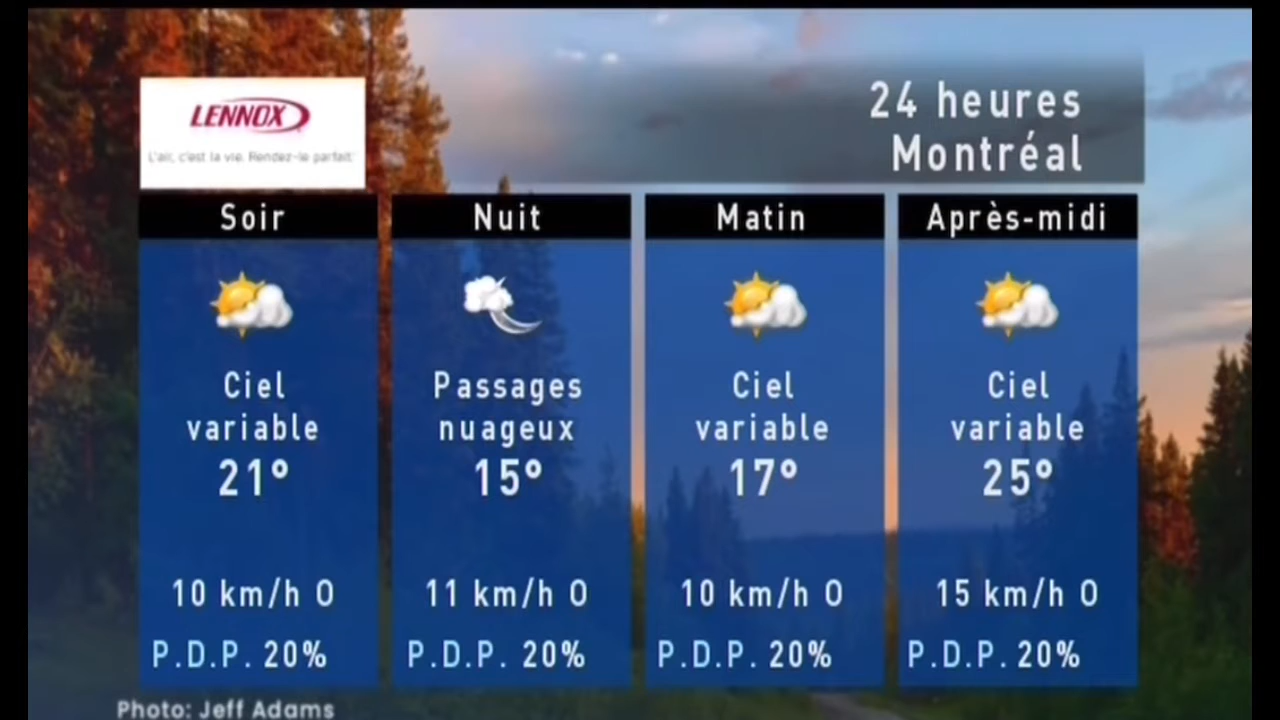 LENNOX
L'air, c'est la vie. Rendez-le parfait.
24 heures
Montréal
Soir
Ciel
variable
21°
10 km/h O
P.D.P. 20%
Nuit
Passages
nuageux
15°
11 km/h O
P.D.P. 20%
Matin
Ciel
variable
17°
10 km/h O
P.D.P. 20%
Après-midi
Ciel
variable
25°
15 km/h O
P.D.P. 20%
Photo: Jeff Adams